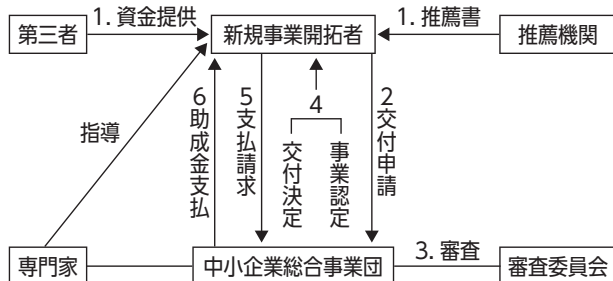 1. 資金提供
1. 推薦書
第三者
新規事業開拓者
推薦機関
指導
6助成金支払
5支払請求
4
交付決定
事業認定
2交付申請
3. 審査
専門家
中小企業総合事業団
審査委員会